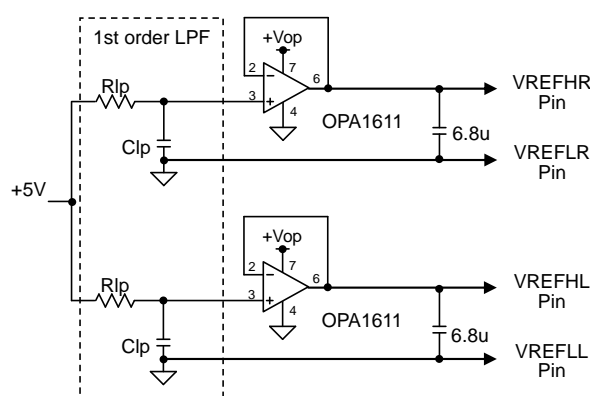 1st order LPF
+Vop
2
−
7
6
Rlp
3
+
4
VREFHR
Pin
OPA1611
Clp
6.8u
VREFLR
Pin
+5V
+Vop
2
−
7
6
Rlp
3
+
4
VREFHL
Pin
OPA1611
Clp
6.8u
VREFLL
Pin